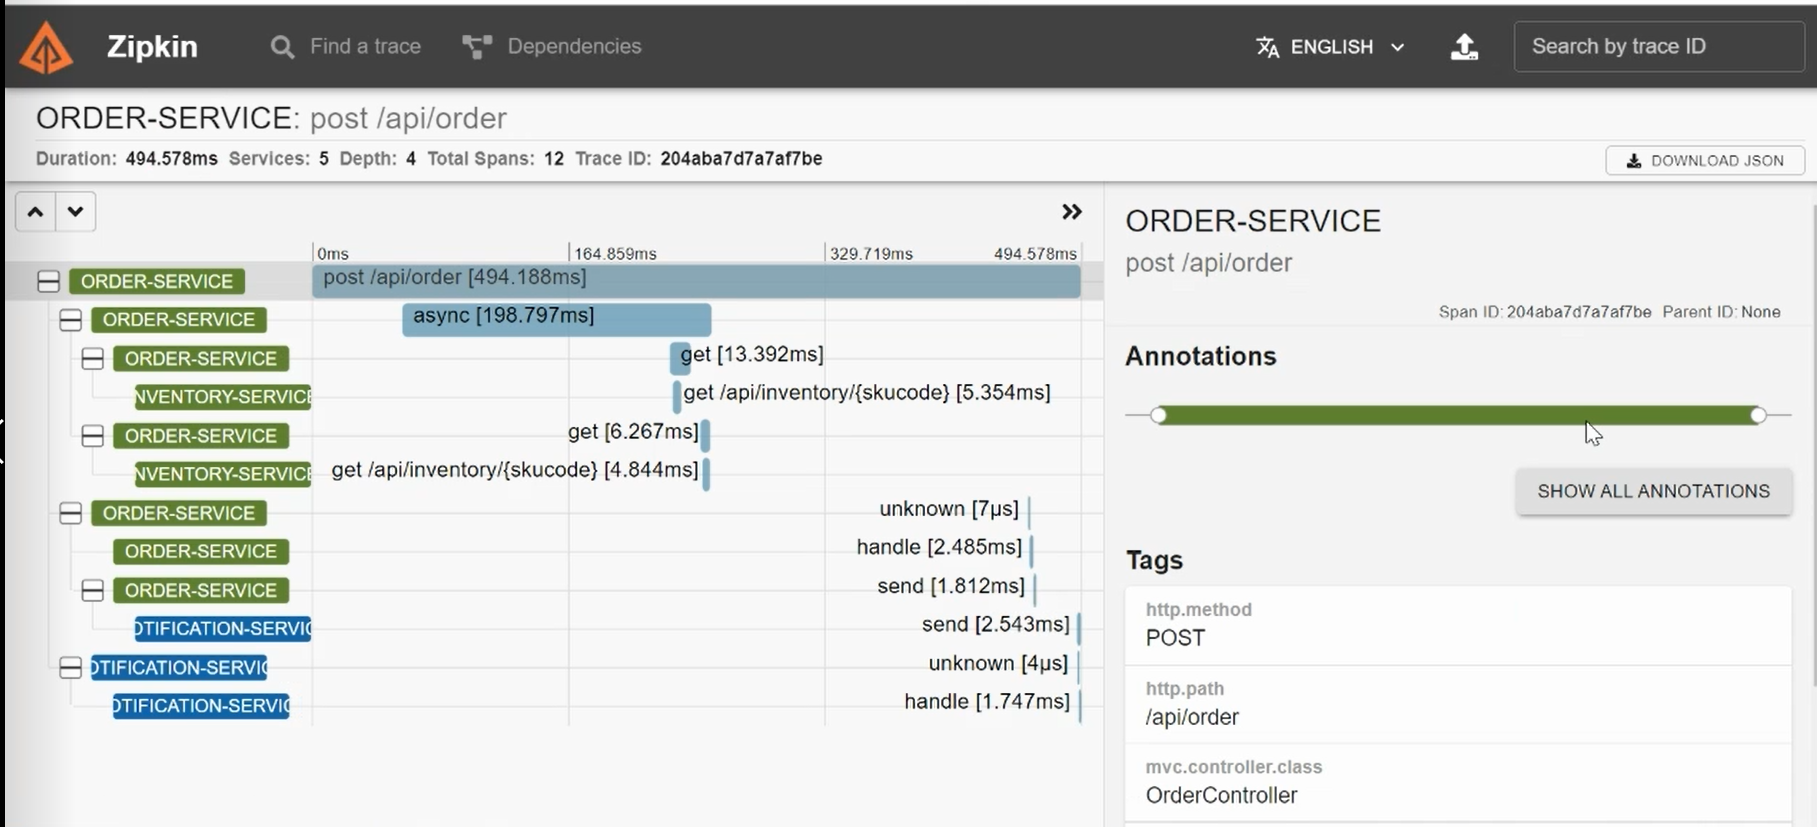 Zipkin Find a trace Dependencies ENGLISH Search by trace ID
ORDER-SERVICE: post /api/order
Duration: 494.578ms Services: 5 Depth: 4 Total Spans: 12 Trace ID: 204aba7d7a7af7be
DOWNLOAD JSON
0ms 164.859ms 329.719ms 494.578ms
ORDER-SERVICE post /api/order [494.188ms]
ORDER-SERVICE async [198.797ms]
ORDER-SERVICE get [13.392ms]
NVENTORY-SERVICE get /api/inventory/{skucode} [5.354ms]
ORDER-SERVICE get [6.267ms]
NVENTORY-SERVICE get /api/inventory/{skucode} [4.844ms]
ORDER-SERVICE unknown [7μs]
ORDER-SERVICE handle [2.485ms]
ORDER-SERVICE send [1.812ms]
OTIFICATION-SERVIC send [2.543ms]
OTIFICATION-SERVIC unknown [4μs]
OTIFICATION-SERVIC handle [1.747ms]
ORDER-SERVICE
post /api/order
Span ID: 204aba7d7a7af7be Parent ID: None
Annotations
SHOW ALL ANNOTATIONS
Tags
http.method
POST
http.path
/api/order
mvc.controller.class
OrderController